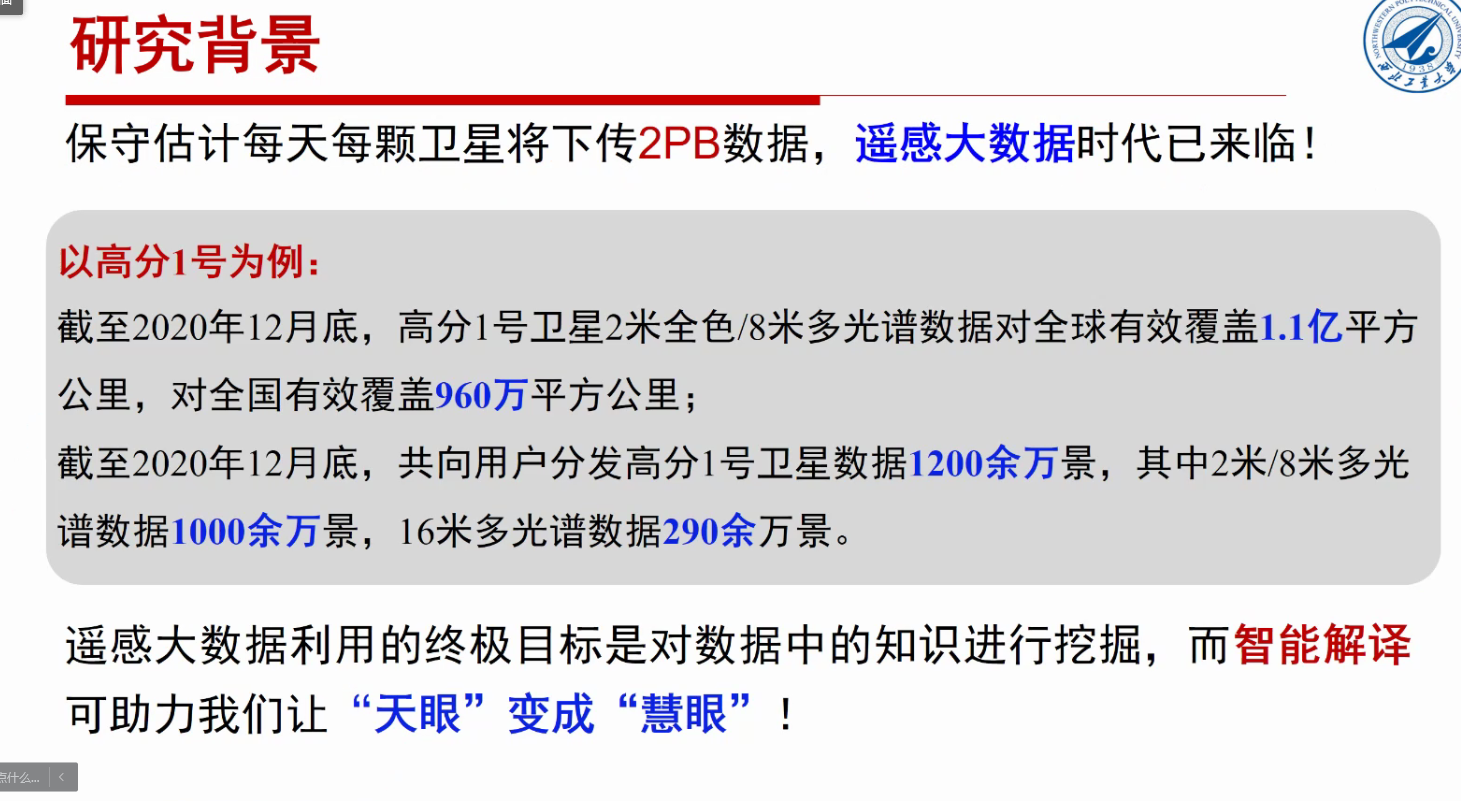 面
研究背景
NORTHWESTERN POLYTECHNICAL UNIVERSITY
1938
西北工业大学
保守估计每天每颗卫星将下传2PB数据，遥感大数据时代已来临！
以高分1号为例：
截至2020年12月底，高分1号卫星2米全色/8米多光谱数据对全球有效覆盖1.1亿平方
公里，对全国有效覆盖960万平方公里；
截至2020年12月底，共向用户分发高分1号卫星数据1200余万景，其中2米/8米多光
谱数据1000余万景，16米多光谱数据290余万景。
遥感大数据利用的终极目标是对数据中的知识进行挖掘，而智能解译
可助力我们让“天眼”变成“慧眼”！
点什么...